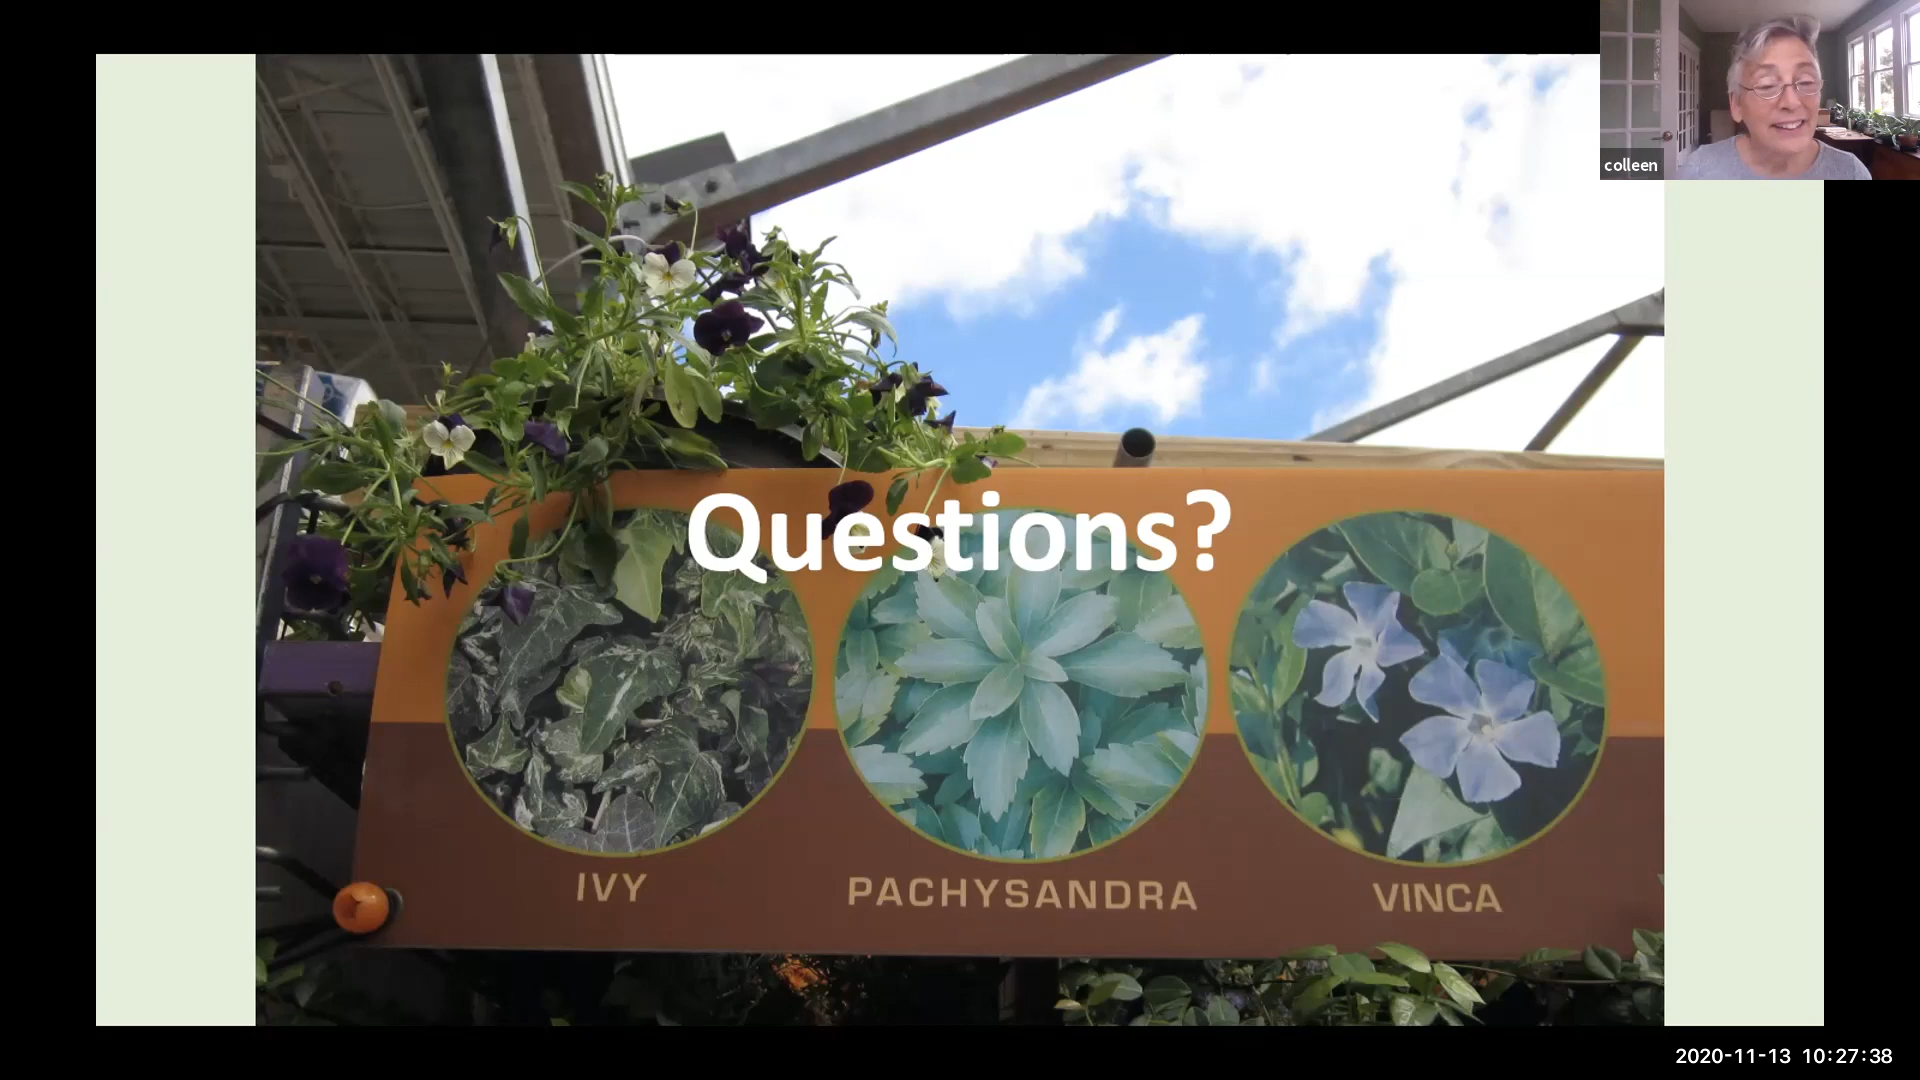 colleen
Questions?
IVY
PACHYSANDRA
VINCA
2020-11-13 10:27:38